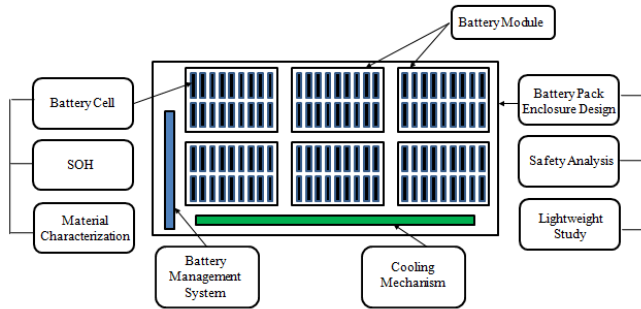 Battery Module
Battery Cell
SOH
Material
Characterization
Battery
Management
System
Cooling
Mechanism
Battery Pack
Enclosure Design
Safety Analysis
Lightweight
Study